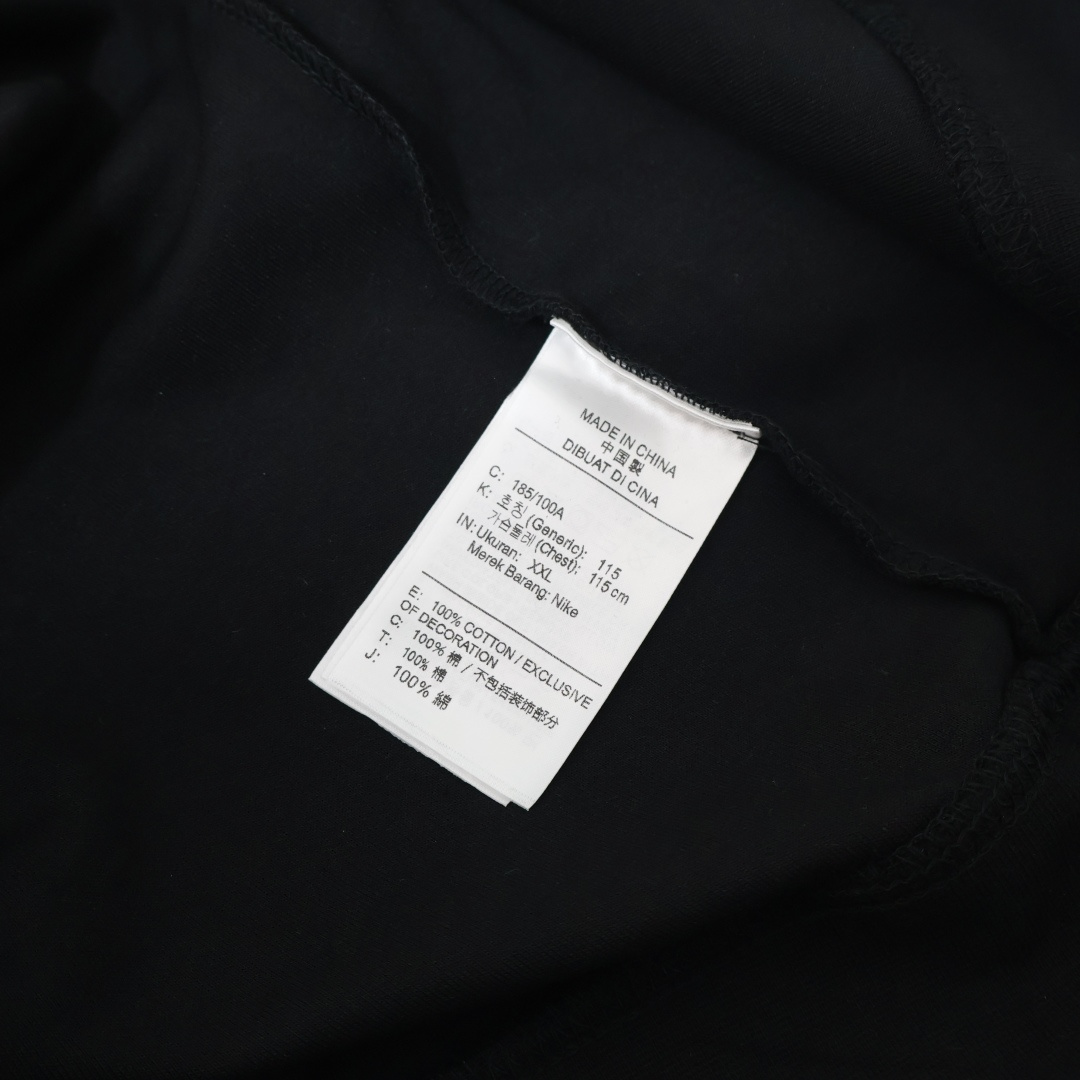 MADE IN CHINA
中国製
DIBUAT DI CINA
C: 185/100A
K: 호칭 (Generic): 115
가슴둘레 (Chest): 115 cm
IN: Ukuran: XXL
Merek Barang: Nike
E: 100% COTTON / EXCLUSIVE
OF DECORATION
C: 100% 棉 / 不包括装饰部分
T: 100% 棉
J: 100% 綿